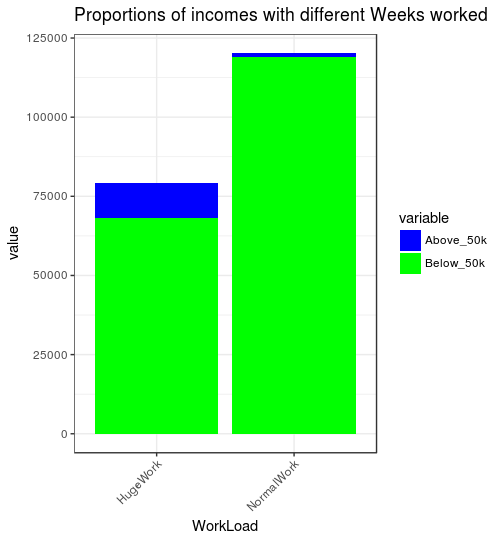 Proportions of incomes with different Weeks worked
125000
100000
75000
50000
25000
0
value
HugeWork
NormalWork
WorkLoad
variable
Above_50k
Below_50k